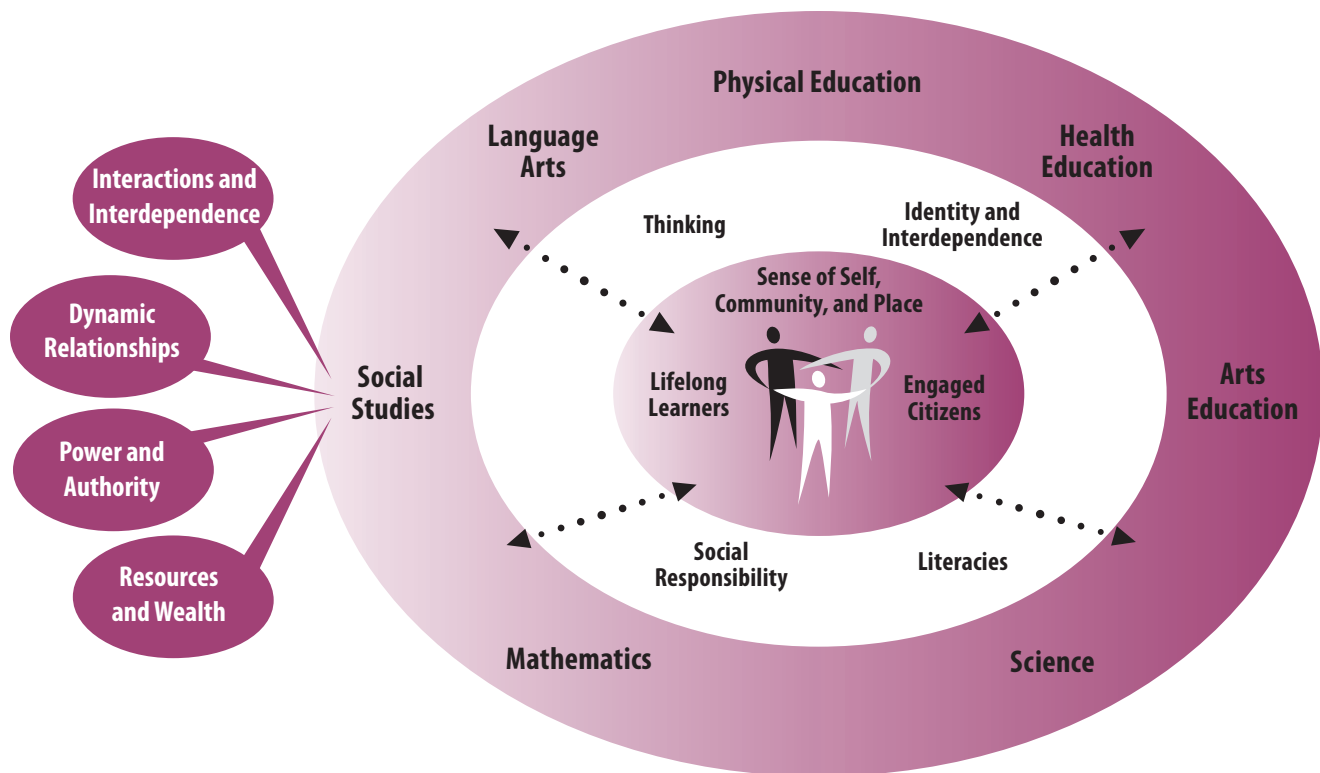 Physical Education
Language
Arts
Health
Education
Interactions and
Interdependence
Thinking
Identity and
Interdependence
Sense of Self,
Community, and Place
Dynamic
Relationships
Social
Studies
Lifelong
Learners
Engaged
Citizens
Arts
Education
Power and
Authority
Social
Responsibility
Literacies
Resources
and Wealth
Mathematics
Science